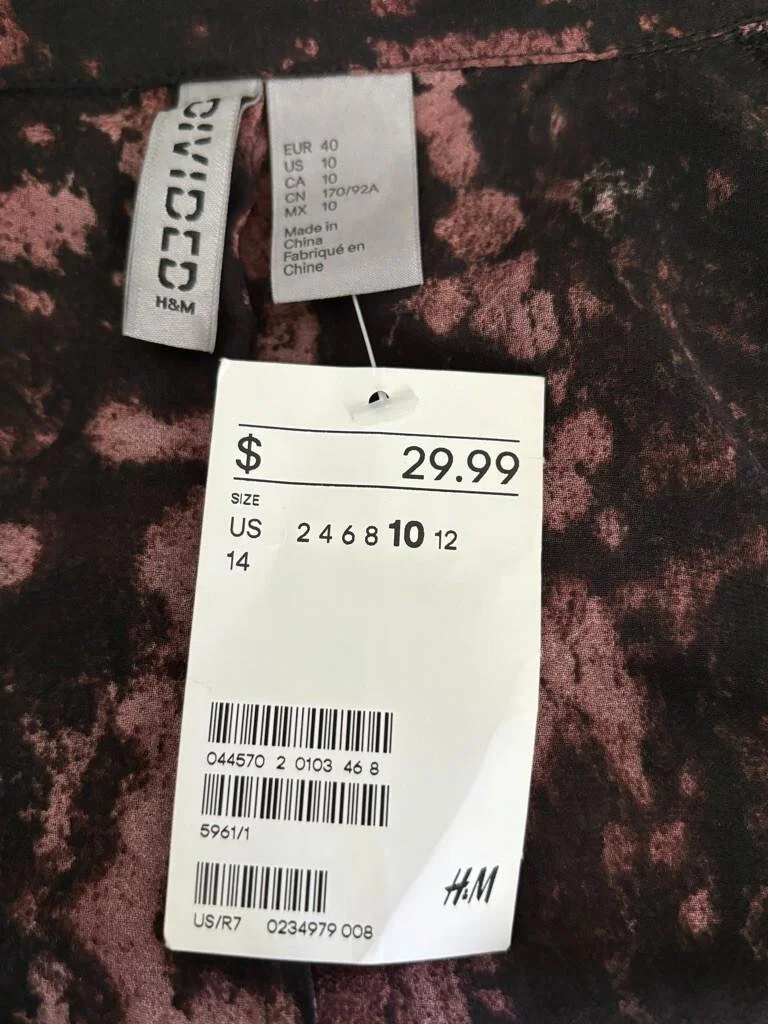 DIVIDED
H&M
EUR 40
US 10
CA 10
CN 170/92A
MX 10
Made in
China
Fabriqué en
Chine
$ 29.99
SIZE
US 2 4 6 8 10 12
14
044570 2 0103 46 8
5961/1
US/R7 0234979 008
H&M